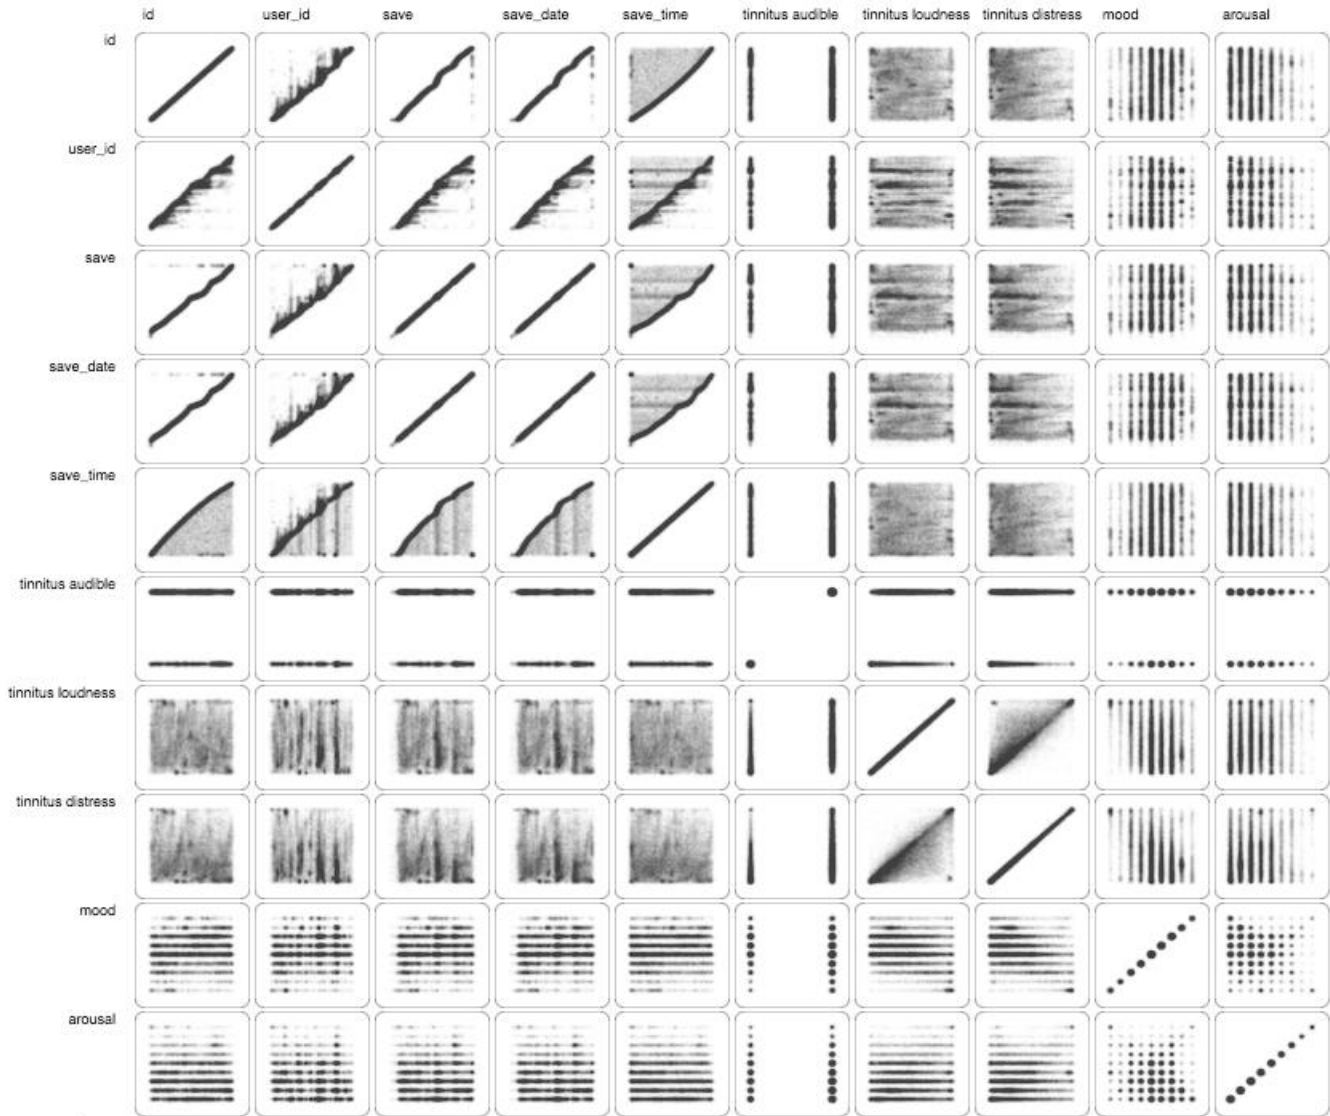 id user_id save save_date save_time tinnitus audible tinnitus loudness tinnitus distress mood arousal
id
user_id
save
save_date
save_time
tinnitus audible
tinnitus loudness
tinnitus distress
mood
arousal